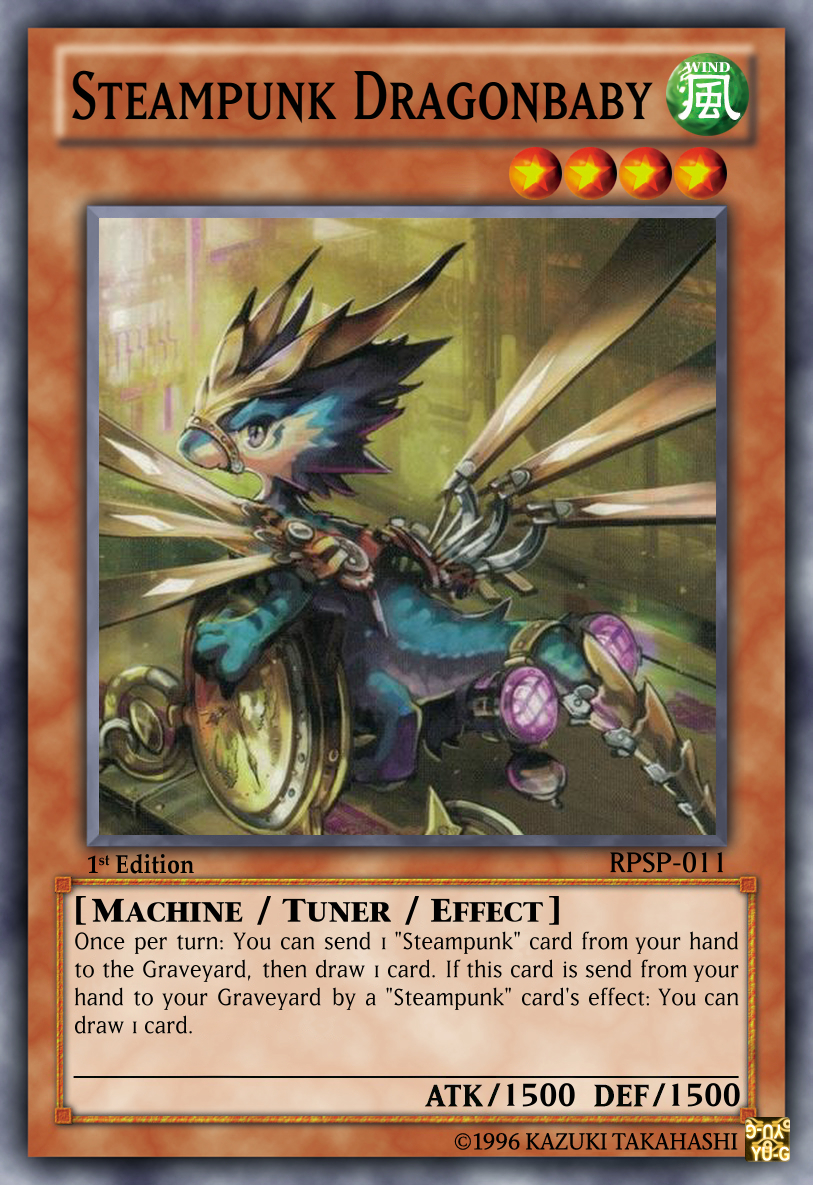 STEAMPUNK DRAGONBABY
WIND
風
1st Edition
RPSP-011
[ MACHINE / TUNER / EFFECT ]
Once per turn: You can send 1 "Steampunk" card from your hand
to the Graveyard, then draw 1 card. If this card is send from your
hand to your Graveyard by a "Steampunk" card's effect: You can
draw 1 card.
ATK/1500 DEF/1500
©1996 KAZUKI TAKAHASHI